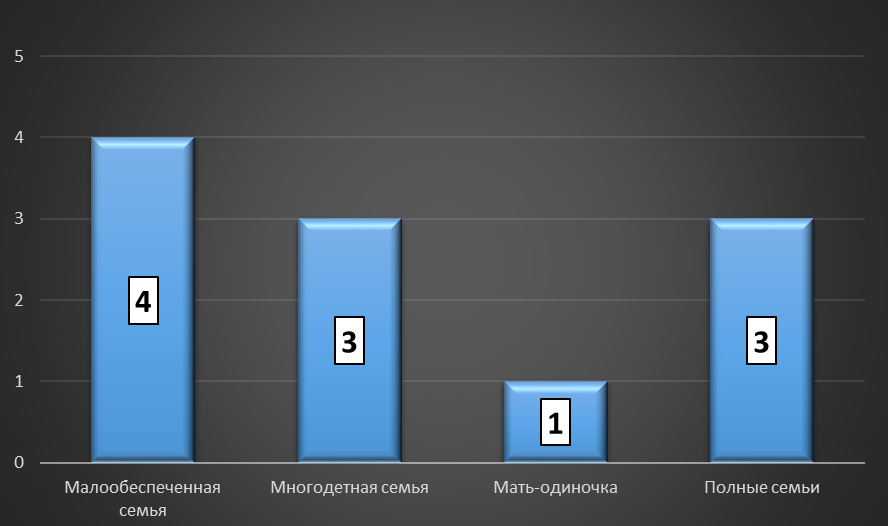 5
4
3
2
1
0
4
3
1
3
Малообеспеченная
семья
Многодетная семья
Мать-одиночка
Полные семьи